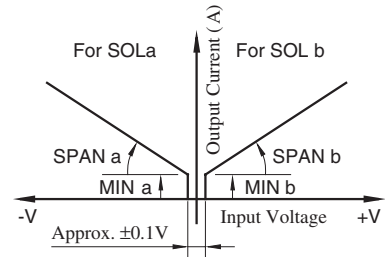 For SOLa
For SOL b
Output Current ( A )
SPAN a
SPAN b
MIN a
MIN b
-V
Input Voltage
+V
Approx. ±0.1V